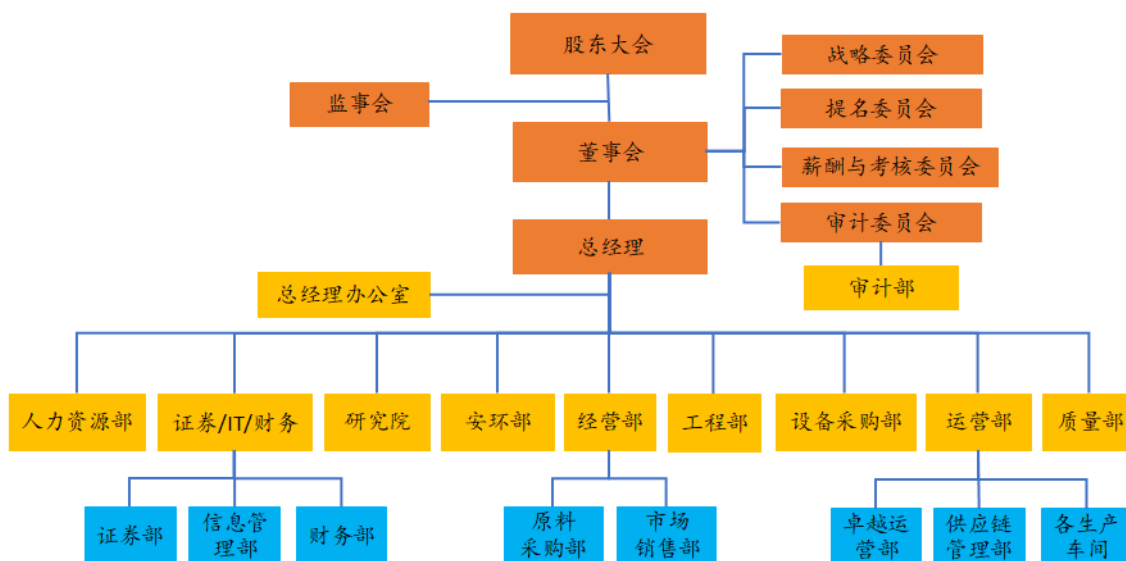 股东大会
战略委员会
监事会
提名委员会
董事会
薪酬与考核委员会
审计委员会
总经理
总经理办公室
审计部
人力资源部
证券/IT/财务
研究院
安环部
经营部
工程部
设备采购部
运营部
质量部
证券部
信息管
理部
财务部
原料
采购部
市场
销售部
卓越运
营部
供应链
管理部
各生产
车间